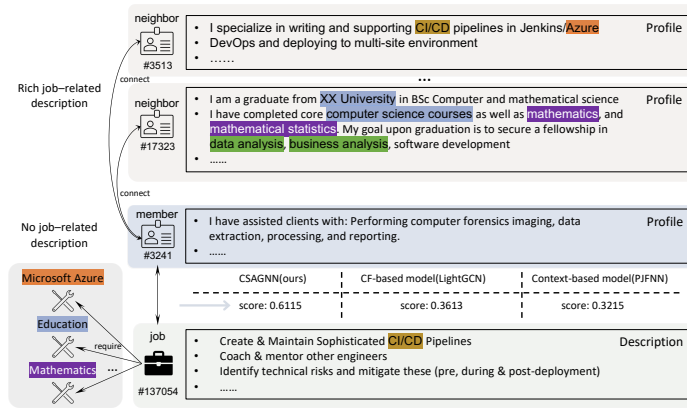 neighbor
#3513
• I specialize in writing and supporting CI/CD pipelines in Jenkins/Azure
• DevOps and deploying to multi-site environment
• ……
Profile
connect
Rich job–related
description
...
neighbor
#17323
• I am a graduate from XX University in BSc Computer and mathematical science
• I have completed core computer science courses as well as mathematics, and
mathematical statistics. My goal upon graduation is to secure a fellowship in
data analysis, business analysis, software development
• ……
Profile
connect
No job–related
description
member
#3241
• I have assisted clients with: Performing computer forensics imaging, data
extraction, processing, and reporting.
• ……
Profile
CSAGNN(ours)
CF-based model(LightGCN)
Context-based model(PJFNN)
score: 0.6115
score: 0.3613
score: 0.3215
Microsoft Azure
Education
Mathematics
require
...
job
#137054
• Create & Maintain Sophisticated CI/CD Pipelines
• Coach & mentor other engineers
• Identify technical risks and mitigate these (pre, during & post-deployment)
• ……
Description